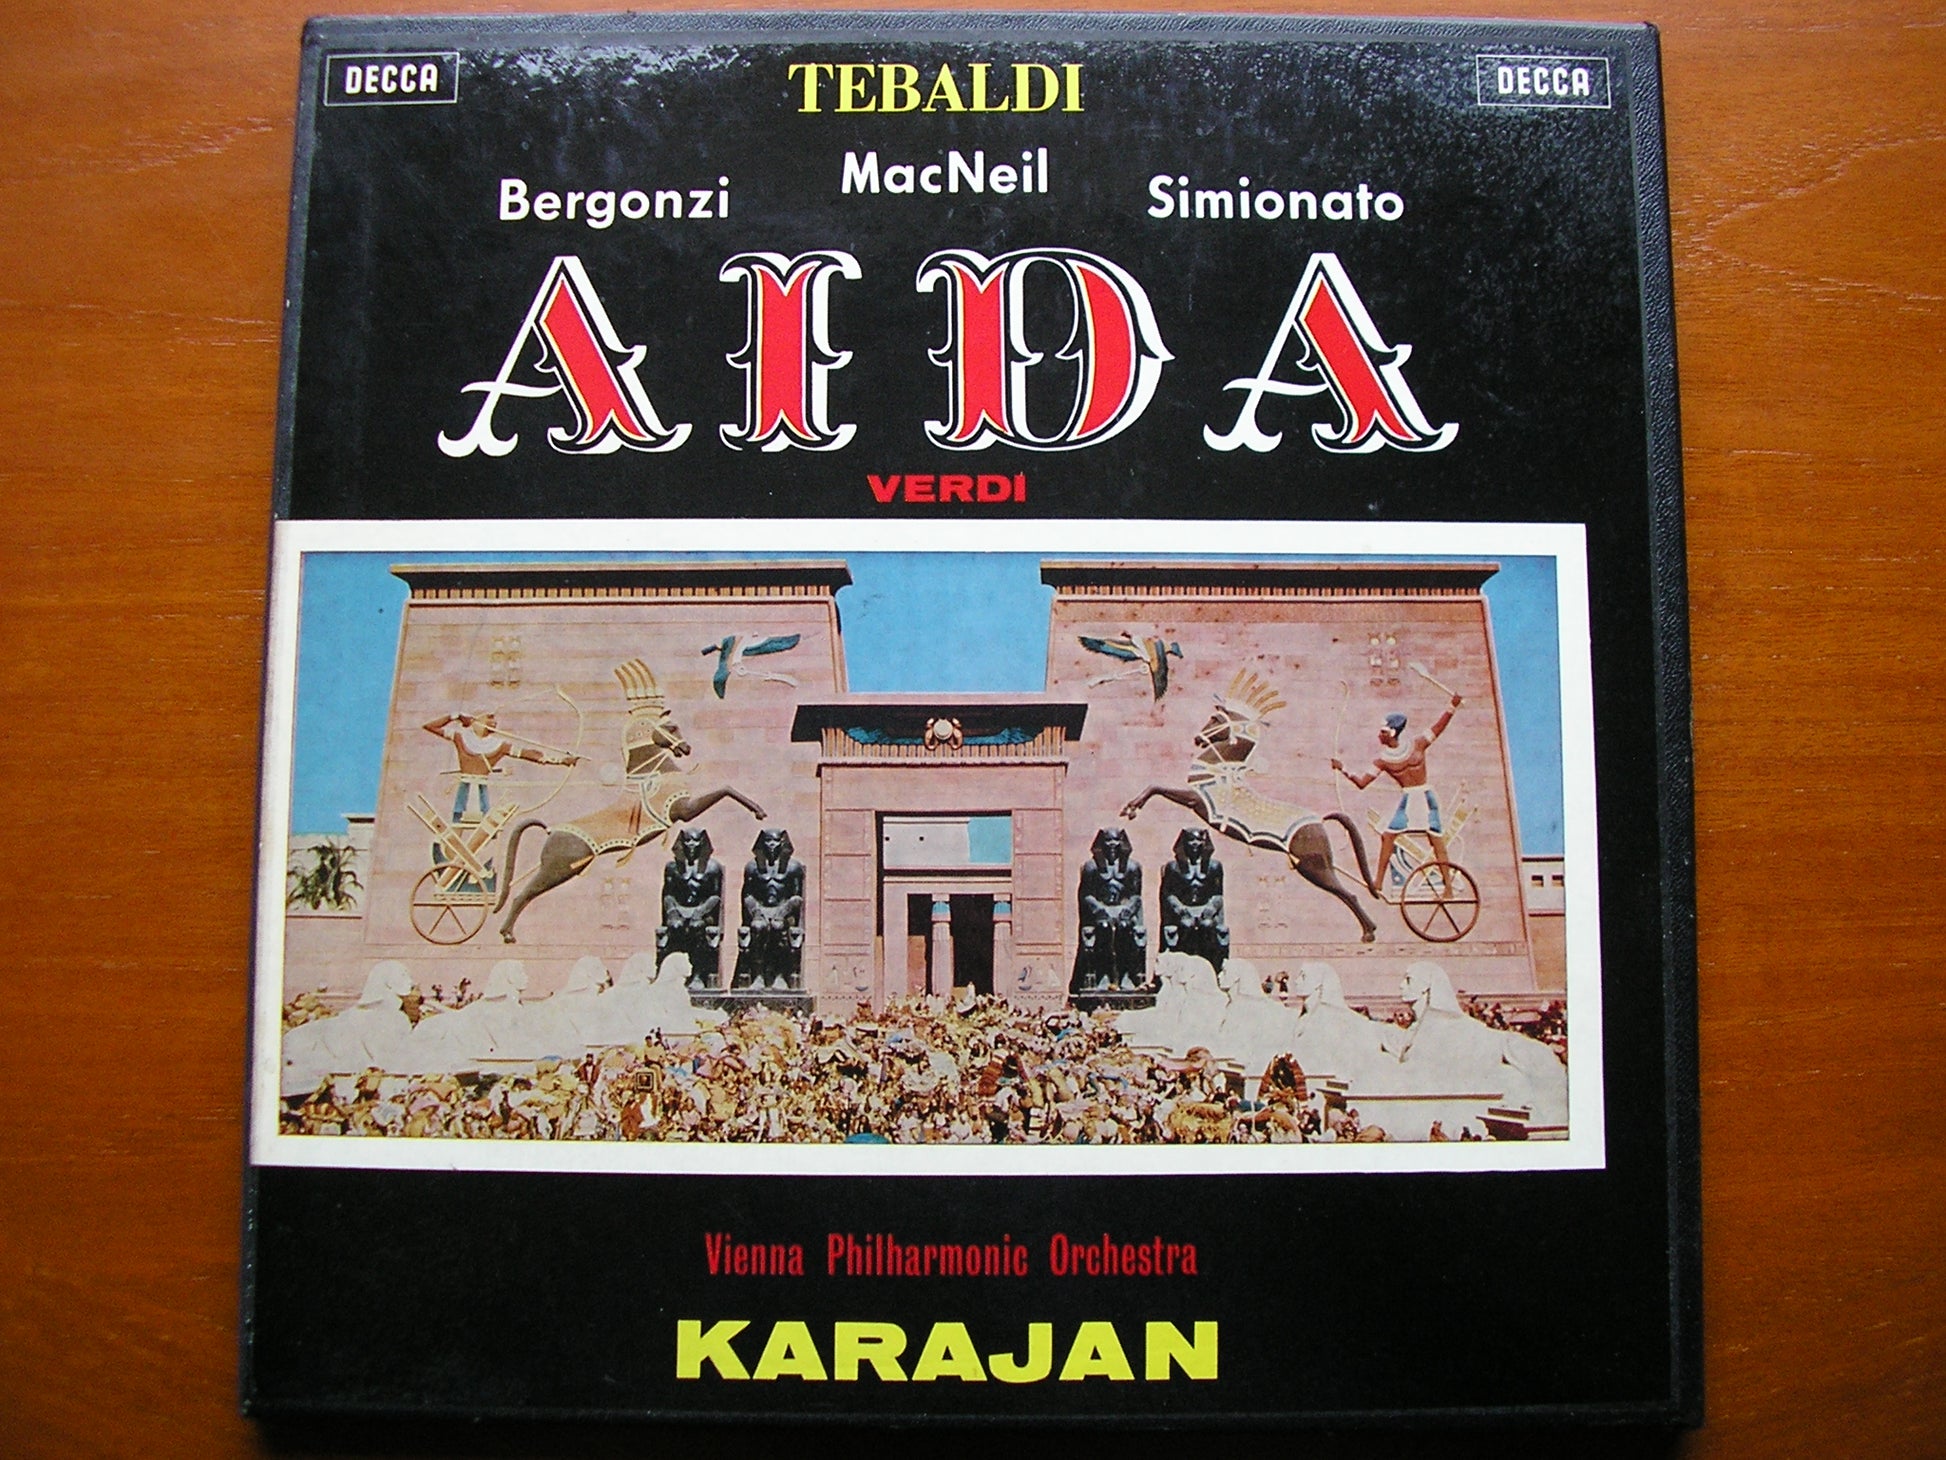 DECCA
DECCA
TEBALDI
Bergonzi MacNeil Simionato
AIDA
VERDI
Vienna Philharmonic Orchestra
KARAJAN